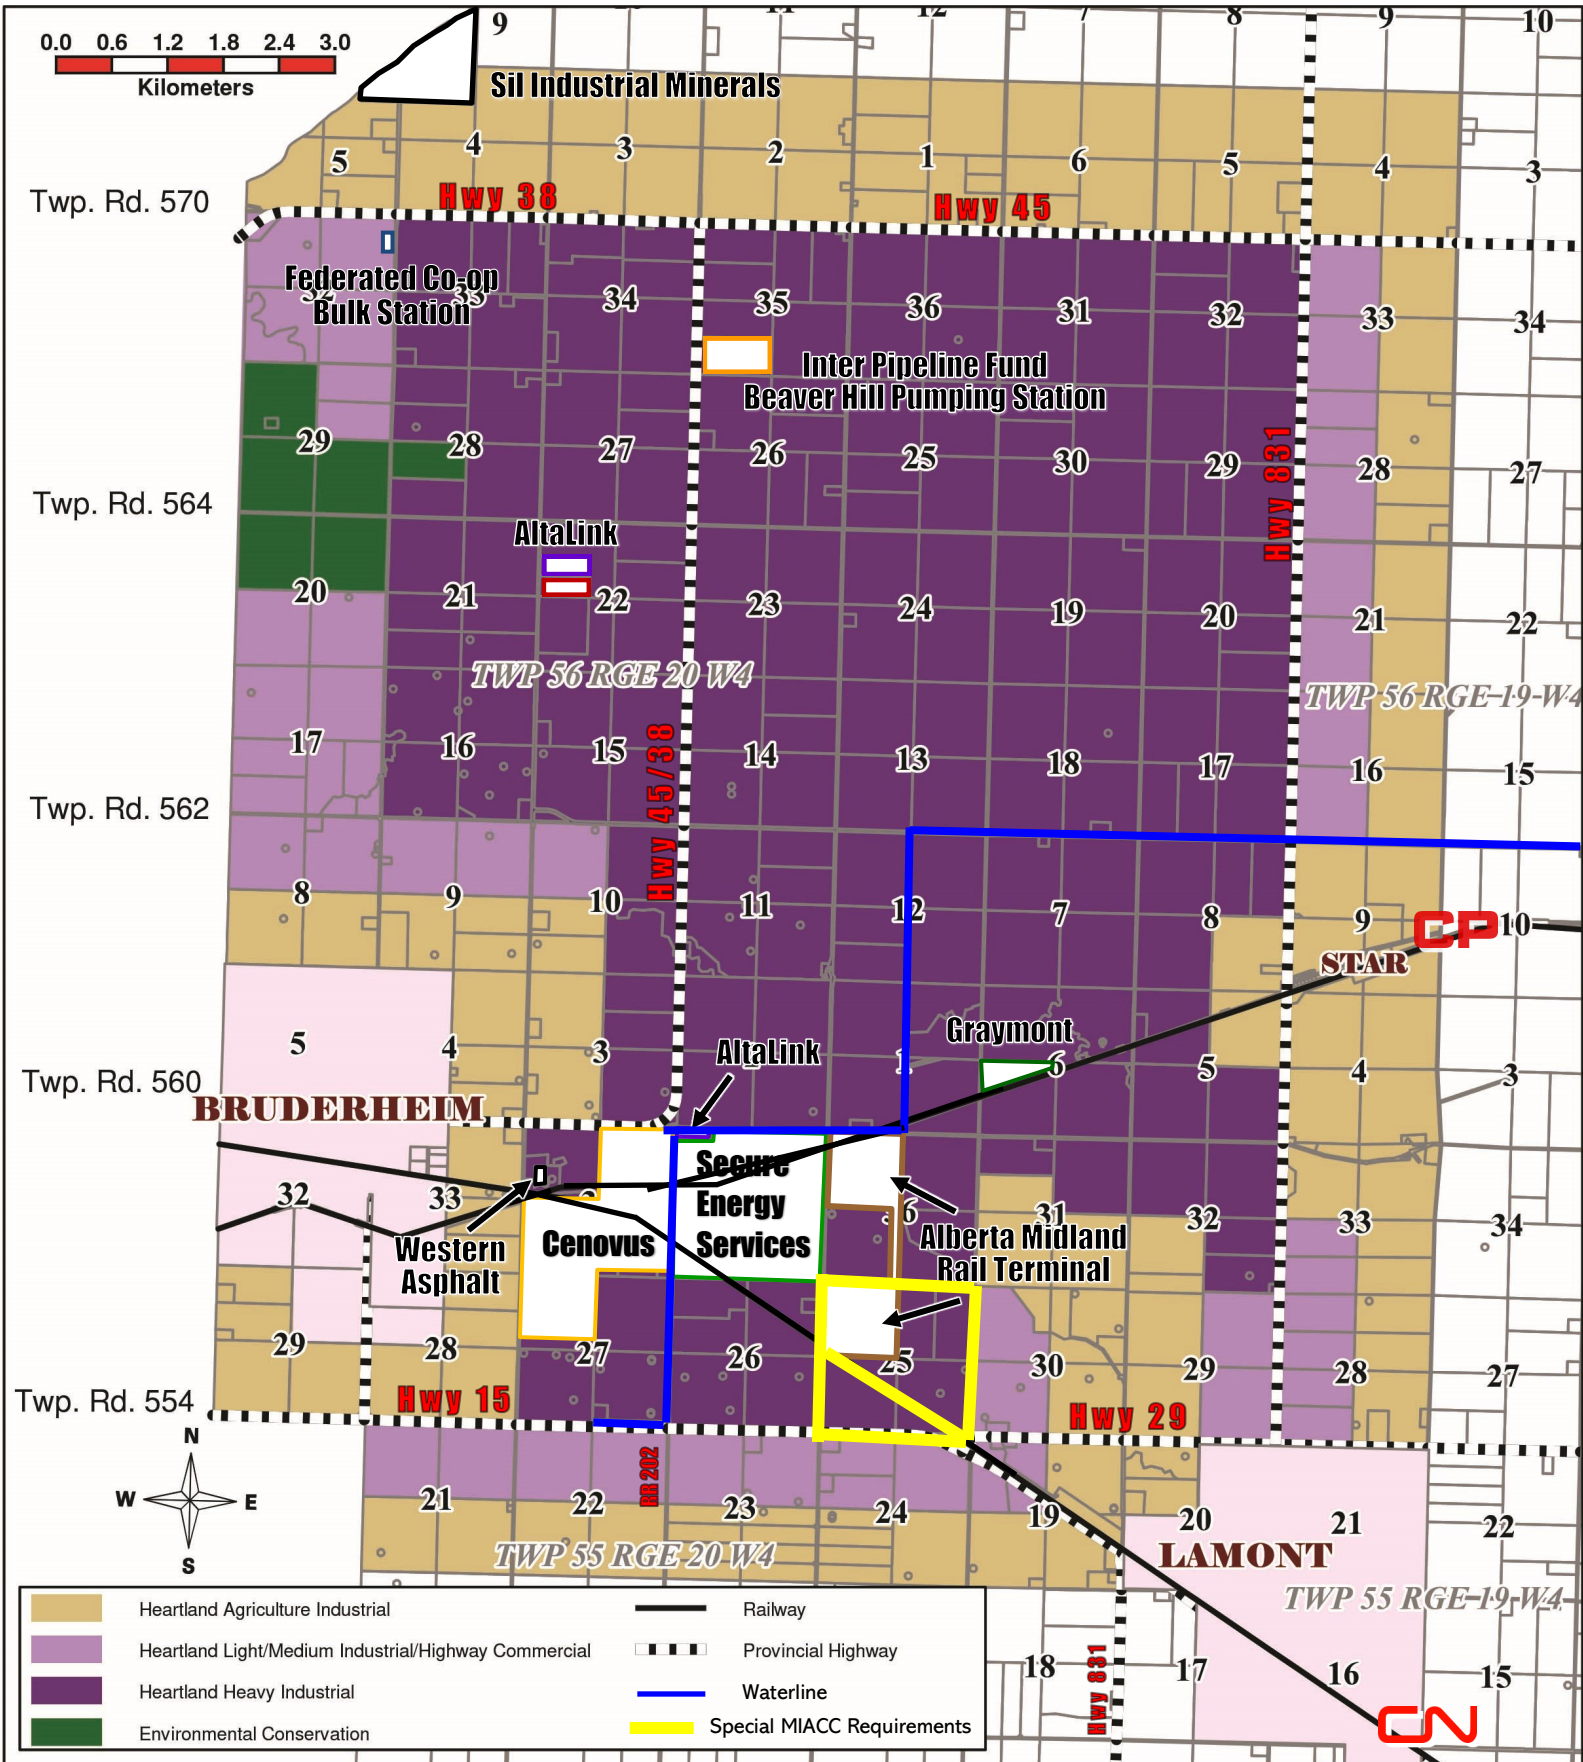 9
11
12
7
8
9
10
0.0 0.6 1.2 1.8 2.4 3.0
Kilometers
Sil Industrial Minerals
5 4 3 2 1 6 5 4 3
Twp. Rd. 570
Hwy 38
Hwy 45
Federated Co-op
Bulk Station
32 33 34 35 36 31 32 33 34
Inter Pipeline Fund
Beaver Hill Pumping Station
29 28 27 26 25 30 29 28 27
Hwy 831
Twp. Rd. 564
AltaLink
20 21 22 23 24 19 20 21 22
TWP 56 RGE 20 W4
TWP 56 RGE 19 W4
17 16 15 14 13 18 17 16 15
Hwy 45/38
Twp. Rd. 562
8 9 10 11 12 7 8 9 10
CP
STAR
Graymont
AltaLink
5 4 3 1 6 5 4 3
Twp. Rd. 560
BRUDERHEIM
Secure
Energy
Services
32 33 36 31 32 33 34
Cenovus
Western
Asphalt
Alberta Midland
Rail Terminal
29 28 27 26 25 30 29 28 27
Twp. Rd. 554
Hwy 15
Hwy 29
N
W E
S
RR 202
21 22 23 24 19 20 21 22
TWP 55 RGE 20 W4
LAMONT
TWP 55 RGE 19 W4
18 17 16 15
Hwy 831
CN
Heartland Agriculture Industrial
Heartland Light/Medium Industrial/Highway Commercial
Heartland Heavy Industrial
Environmental Conservation
Railway
Provincial Highway
Waterline
Special MIACC Requirements